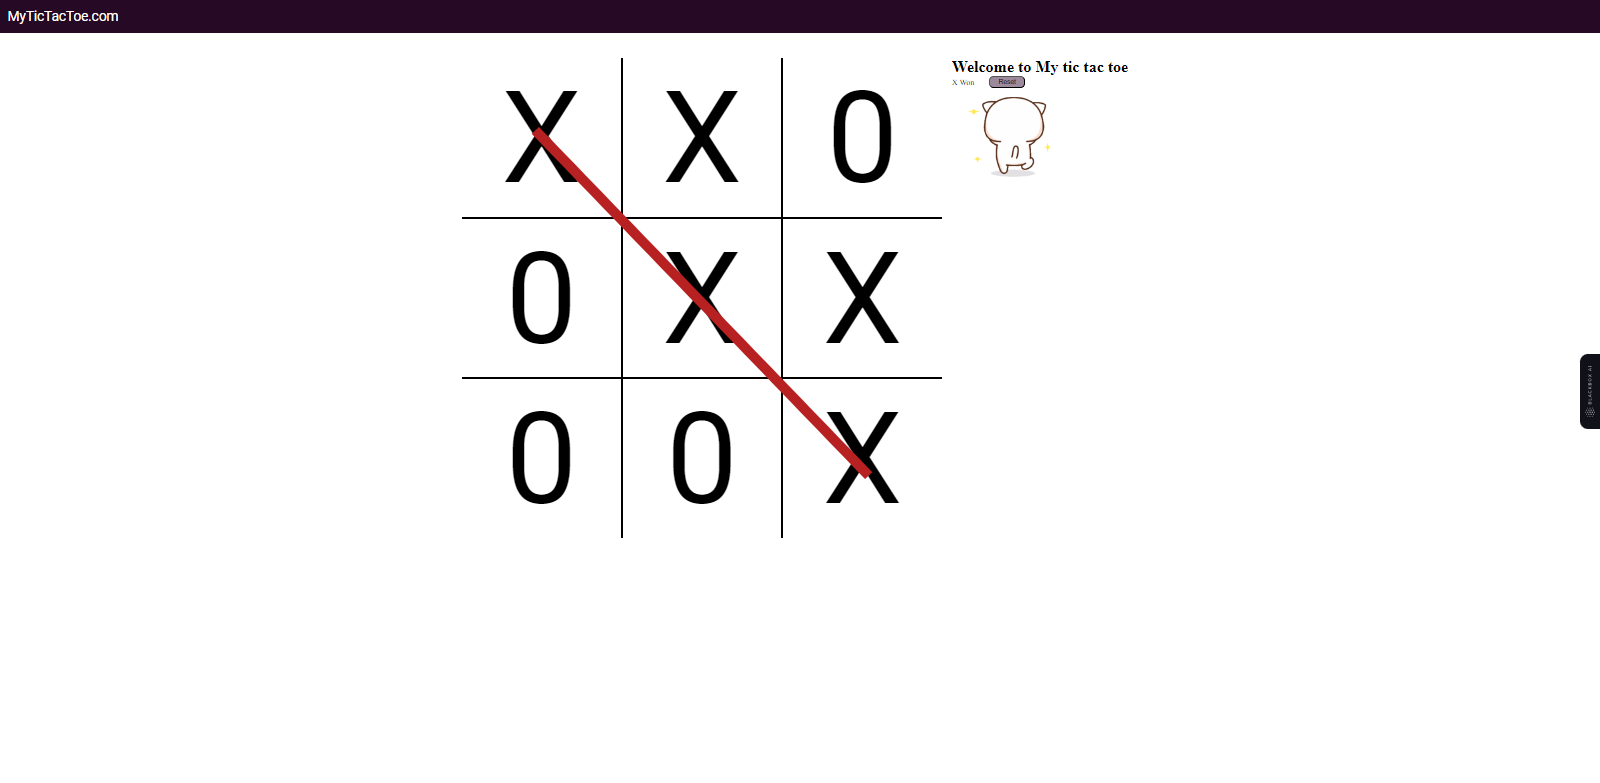 MyTicTacToe.com
X X 0
0 X X
0 0 X
Welcome to My tic tac toe
X Won Reset
BLACKBOX AI